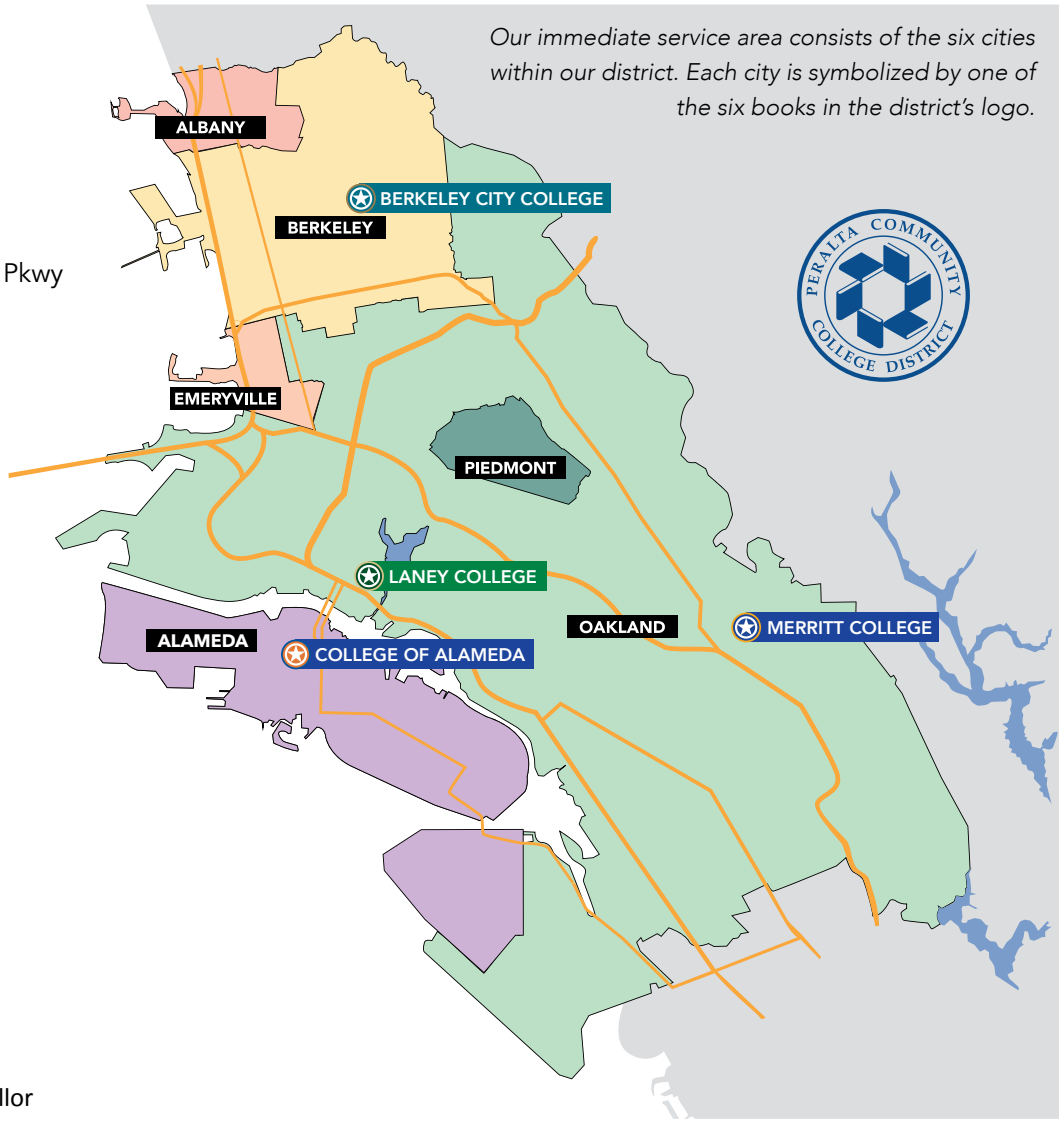 Our immediate service area consists of the six cities
within our district. Each city is symbolized by one of
the six books in the district's logo.
ALBANY
BERKELEY CITY COLLEGE
BERKELEY
PERALTA COMMUNITY
COLLEGE DISTRICT
Pkwy
EMERYVILLE
PIEDMONT
LANEY COLLEGE
OAKLAND
MERRITT COLLEGE
ALAMEDA
COLLEGE OF ALAMEDA
llor